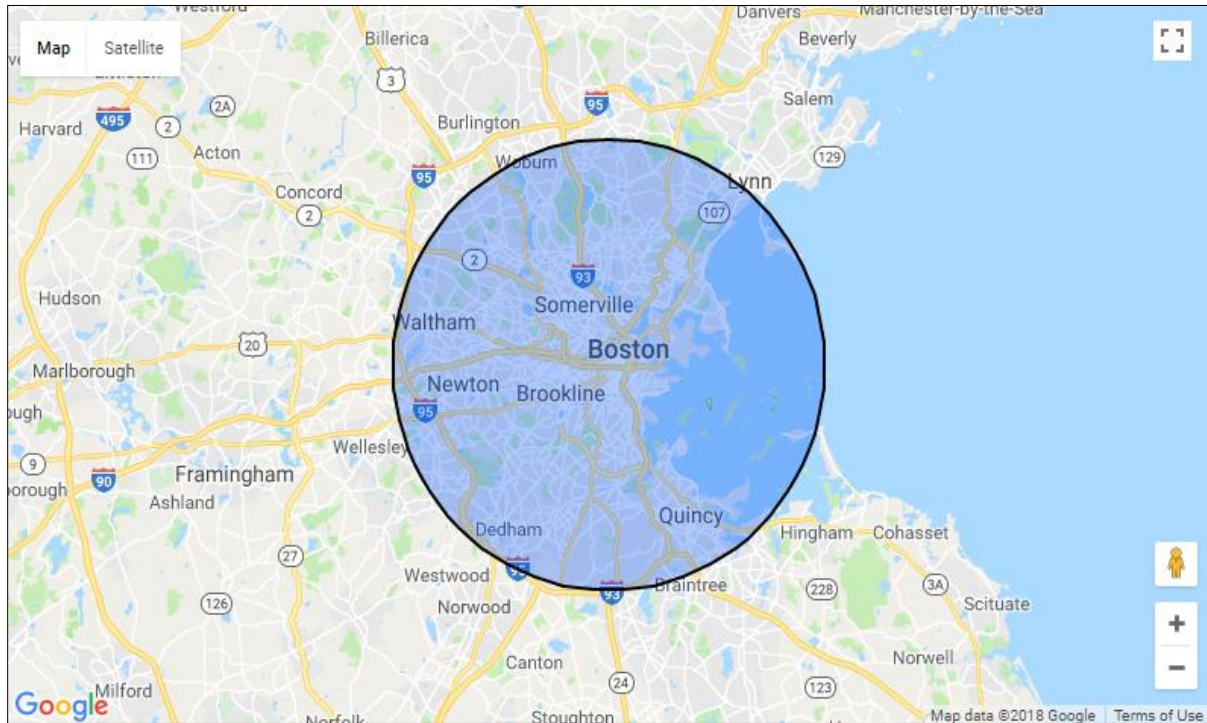 Westford
Danvers
Manchester-by-the-Sea
Map
Satellite
Billerica
Beverly
3
95
2A
Salem
Harvard
495
2
Burlington
111
Acton
129
Woburn
95
Lynn
Concord
2
107
2
93
Hudson
Somerville
Waltham
20
Boston
Marlborough
Newton
Brookline
95
Wellesley
9
90
Framingham
Ashland
Quincy
Dedham
Hingham
Cohasset
27
95
Westwood
93
Braintree
3A
126
Norwood
228
Scituate
Canton
Norwell
24
123
Google
Milford
Norfolk
Stoughton
Map data ©2018 Google
Terms of Use